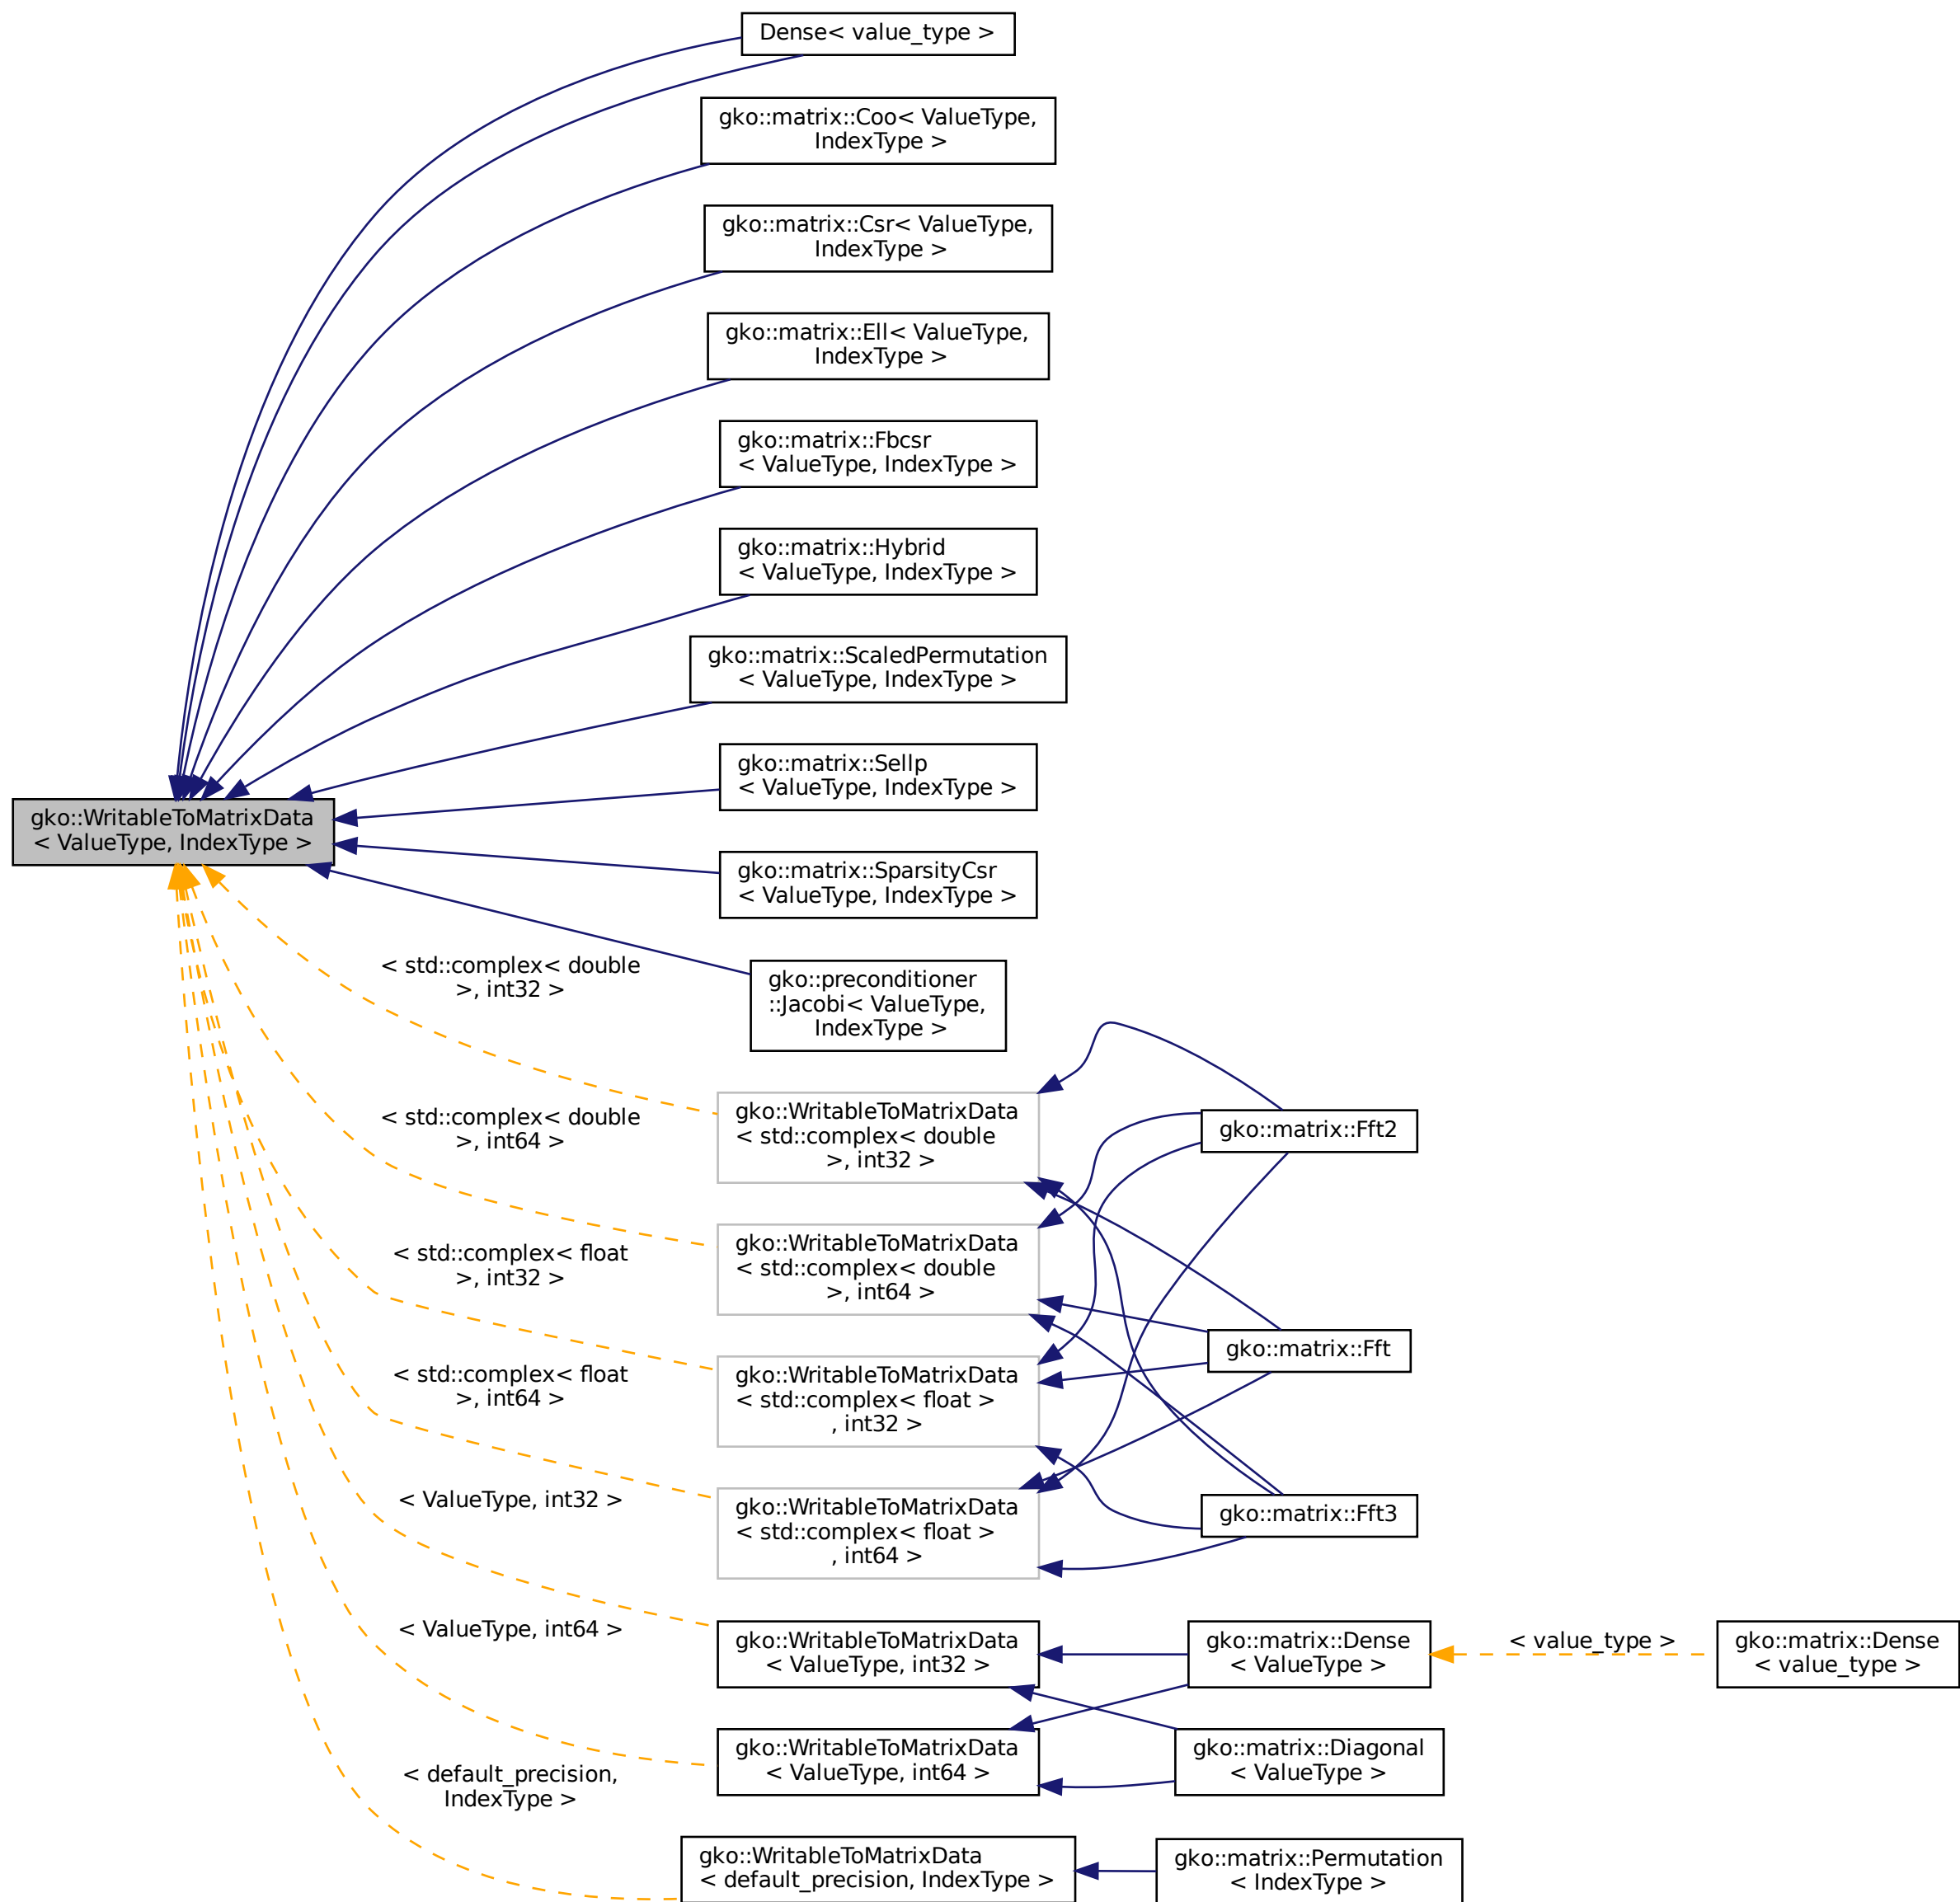 Dense< value_type >
gko::matrix::Coo< ValueType,
IndexType >
gko::matrix::Csr< ValueType,
IndexType >
gko::matrix::Ell< ValueType,
IndexType >
gko::matrix::Fbcsr
< ValueType, IndexType >
gko::matrix::Hybrid
< ValueType, IndexType >
gko::matrix::ScaledPermutation
< ValueType, IndexType >
gko::matrix::Sellp
< ValueType, IndexType >
gko::WritableToMatrixData
< ValueType, IndexType >
gko::matrix::SparsityCsr
< ValueType, IndexType >
gko::preconditioner
::Jacobi< ValueType,
IndexType >
< std::complex< double
>, int32 >
gko::WritableToMatrixData
< std::complex< double
>, int32 >
< std::complex< double
>, int64 >
gko::matrix::Fft2
gko::WritableToMatrixData
< std::complex< double
>, int64 >
< std::complex< float
>, int32 >
gko::matrix::Fft
gko::WritableToMatrixData
< std::complex< float >
, int32 >
< std::complex< float
>, int64 >
gko::WritableToMatrixData
< std::complex< float >
, int64 >
gko::matrix::Fft3
< ValueType, int32 >
gko::WritableToMatrixData
< ValueType, int32 >
gko::matrix::Dense
< ValueType >
< value_type >
gko::matrix::Dense
< value_type >
< ValueType, int64 >
gko::WritableToMatrixData
< ValueType, int64 >
gko::matrix::Diagonal
< ValueType >
< default_precision,
IndexType >
gko::WritableToMatrixData
< default_precision, IndexType >
gko::matrix::Permutation
< IndexType >